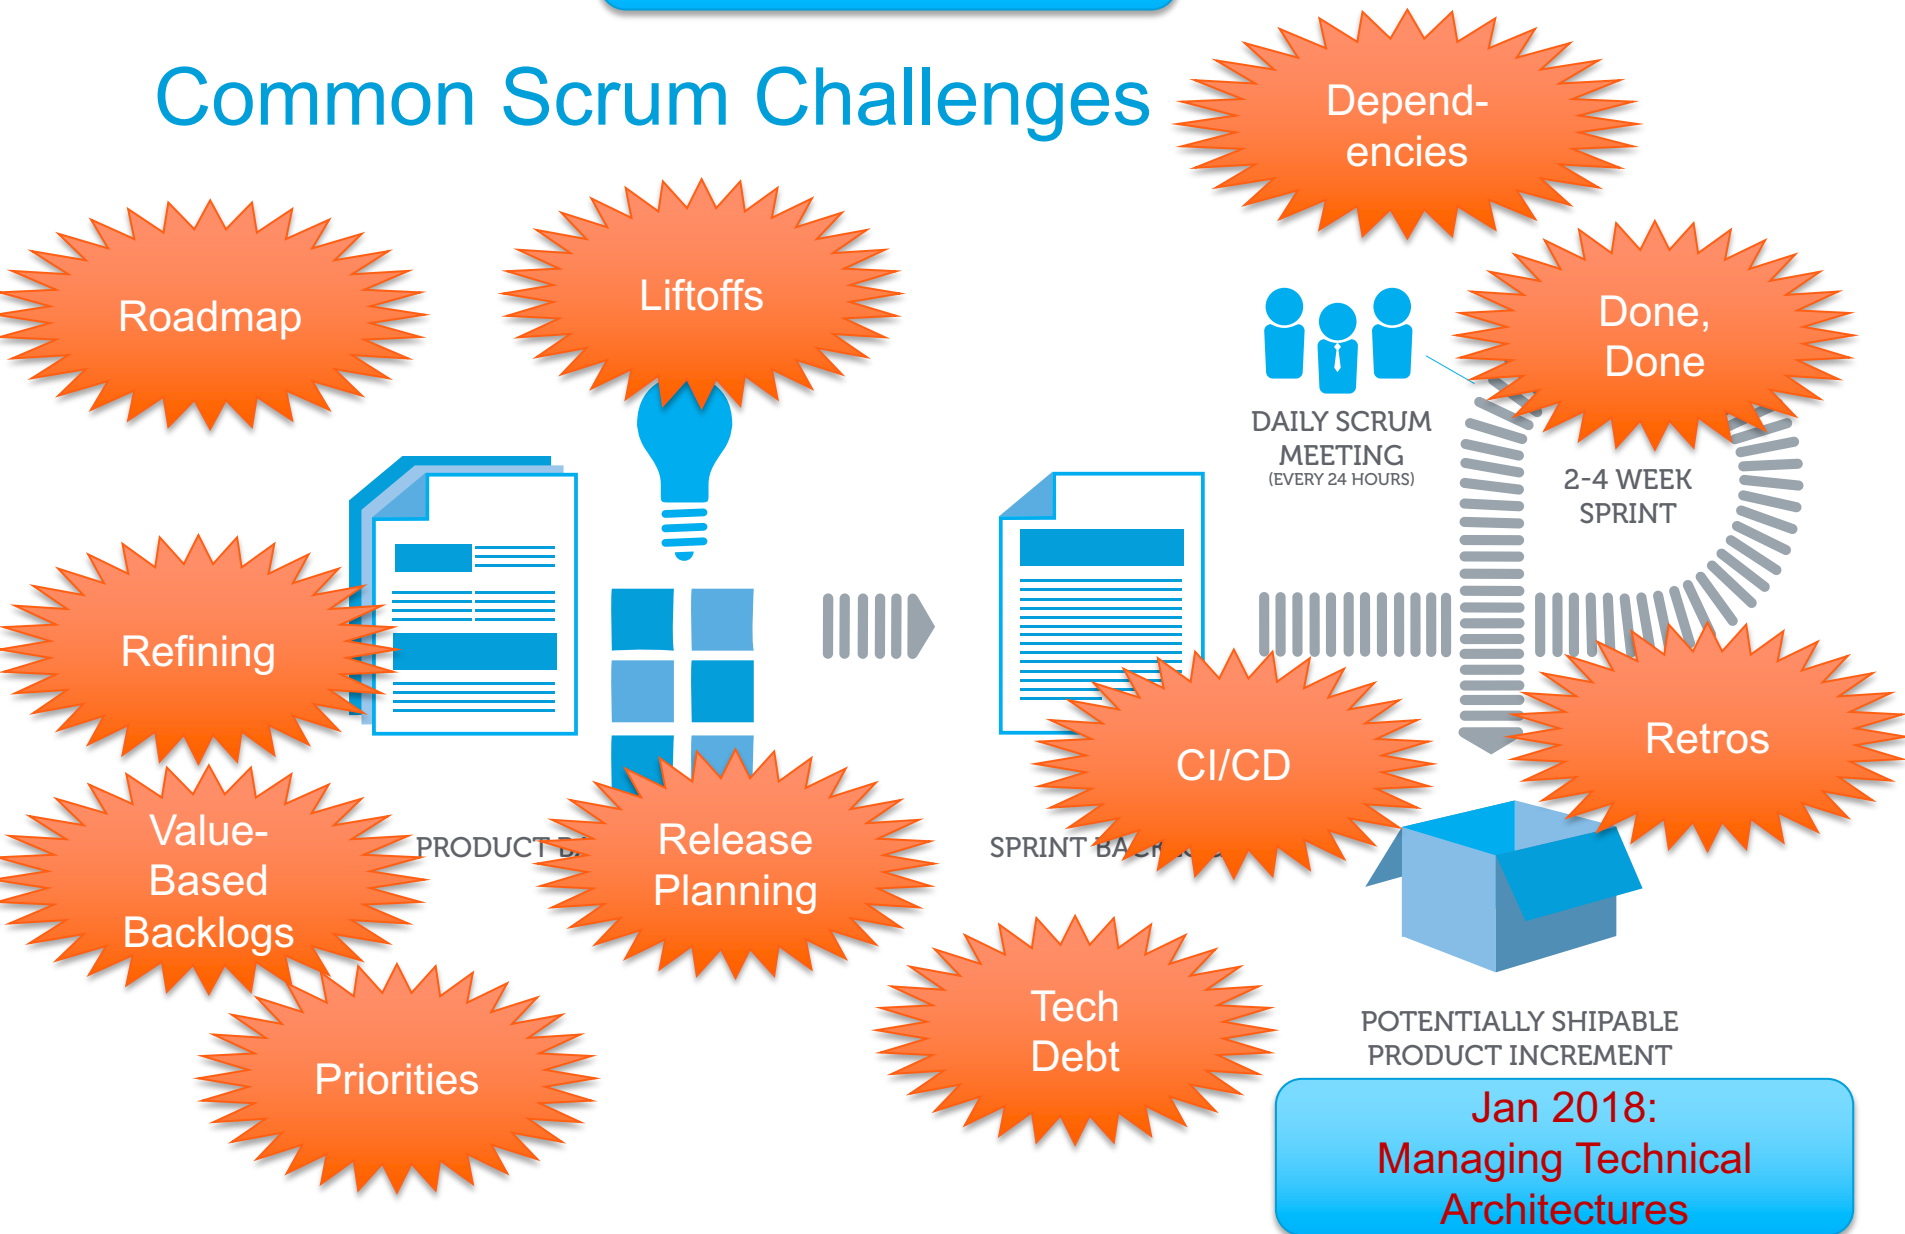 Common Scrum Challenges
Depend-
encies
Roadmap
Liftoffs
Done,
Done
DAILY SCRUM
MEETING
(EVERY 24 HOURS)
2-4 WEEK
SPRINT
Refining
CI/CD
Retros
Value-
Based
Backlogs
PRODUCT
Release
Planning
SPRINT
Tech
Debt
Priorities
POTENTIALLY SHIPABLE
PRODUCT INCREMENT
Jan 2018:
Managing Technical
Architectures